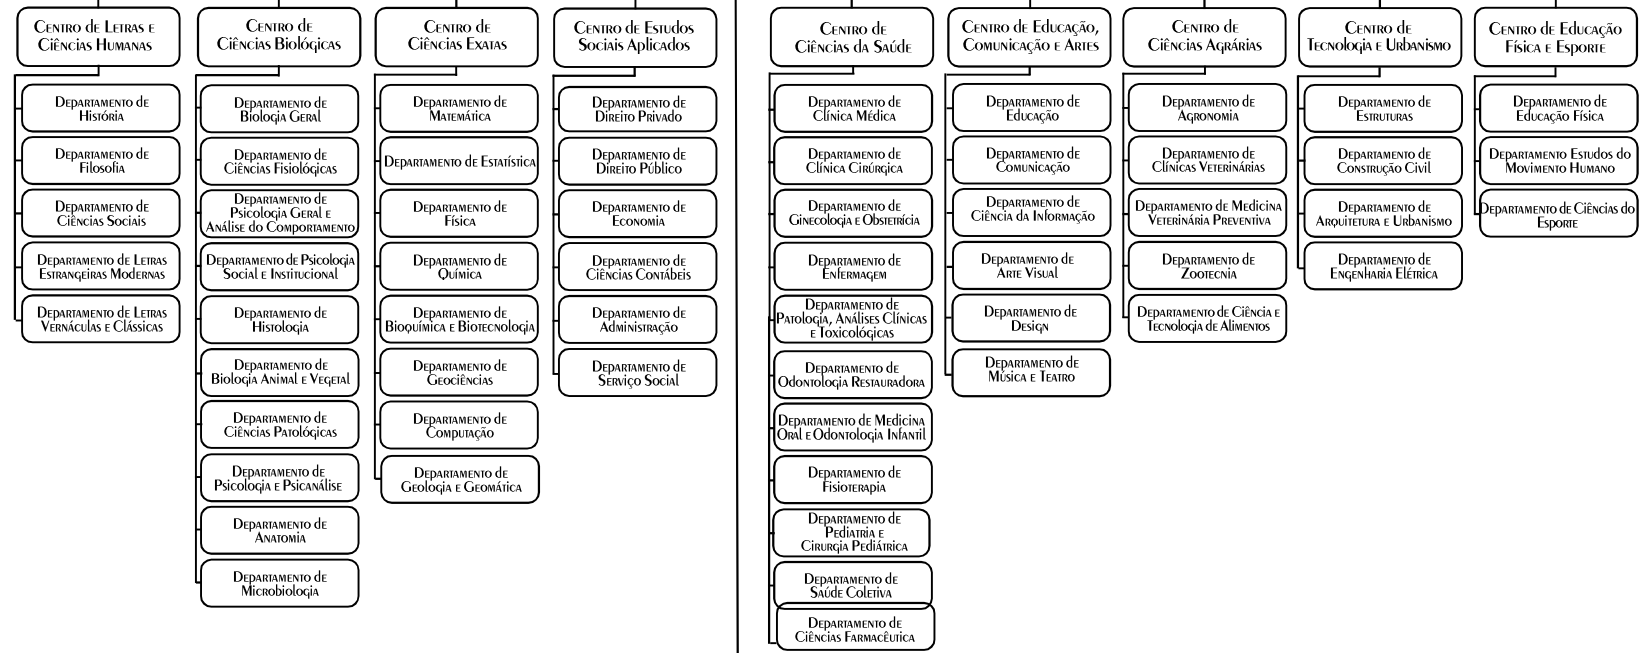 Centro de Letras e
Ciências Humanas
Departamento de
História
Departamento de
Filosofia
Departamento de
Ciências Sociais
Departamento de Letras
Estrangeiras Modernas
Departamento de Letras
Vernáculas e Clássicas
Centro de
Ciências Biológicas
Departamento de
Biologia Geral
Departamento de
Ciências Fisiológicas
Departamento de
Psicologia Geral e
Análise do Comportamento
Departamento de Psicologia
Social e Institucional
Departamento de
Histologia
Departamento de
Biologia Animal e Vegetal
Departamento de
Ciências Patológicas
Departamento de
Psicologia e Psicanálise
Departamento de
Anatomia
Departamento de
Microbiologia
Centro de
Ciências Exatas
Departamento de
Matemática
Departamento de Estatística
Departamento de
Física
Departamento de
Química
Departamento de
Bioquímica e Biotecnologia
Departamento de
Geociências
Departamento de
Computação
Departamento de
Geologia e Geomática
Centro de Estudos
Sociais Aplicados
Departamento de
Direito Privado
Departamento de
Direito Público
Departamento de
Economia
Departamento de
Ciências Contábeis
Departamento de
Administração
Departamento de
Serviço Social
Centro de
Ciências da Saúde
Departamento de
Clínica Médica
Departamento de
Clínica Cirúrgica
Departamento de
Ginecologia e Obstetrícia
Departamento de
Enfermagem
Departamento de
Patologia, Análises Clínicas
e Toxicológicas
Departamento de
Odontologia Restauradora
Departamento de Medicina
Oral e Odontologia Infantil
Departamento de
Fisioterapia
Departamento de
Pediatria e
Cirurgia Pediátrica
Departamento de
Saúde Coletiva
Departamento de
Ciências Farmacêutica
Centro de Educação,
Comunicação e Artes
Departamento de
Educação
Departamento de
Comunicação
Departamento de
Ciência da Informação
Departamento de
Arte Visual
Departamento de
Design
Departamento de
Música e Teatro
Centro de
Ciências Agrárias
Departamento de
Agronomia
Departamento de
Clínicas Veterinárias
Departamento de Medicina
Veterinária Preventiva
Departamento de
Zootecnia
Departamento de Ciência e
Tecnologia de Alimentos
Centro de
Tecnologia e Urbanismo
Departamento de
Estruturas
Departamento de
Construção Civil
Departamento de
Arquitetura e Urbanismo
Departamento de
Engenharia Elétrica
Centro de Educação
Física e Esporte
Departamento de
Educação Física
Departamento Estudos do
Movimento Humano
Departamento de Ciências do
Esporte